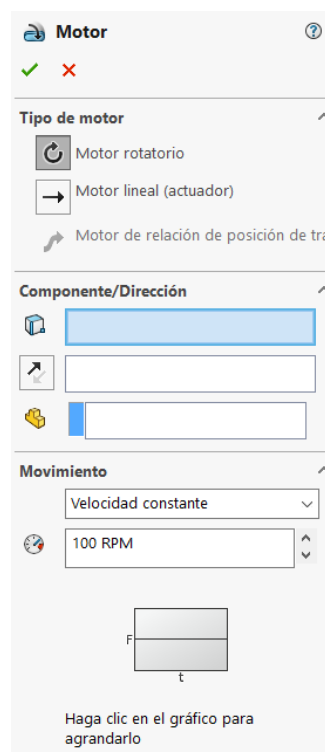 Motor
Tipo de motor
Motor rotatorio
Motor lineal (actuador)
Motor de relación de posición de tra
Componente/Dirección
Movimiento
Velocidad constante
100 RPM
F
t
Haga clic en el gráfico para
agrandarlo